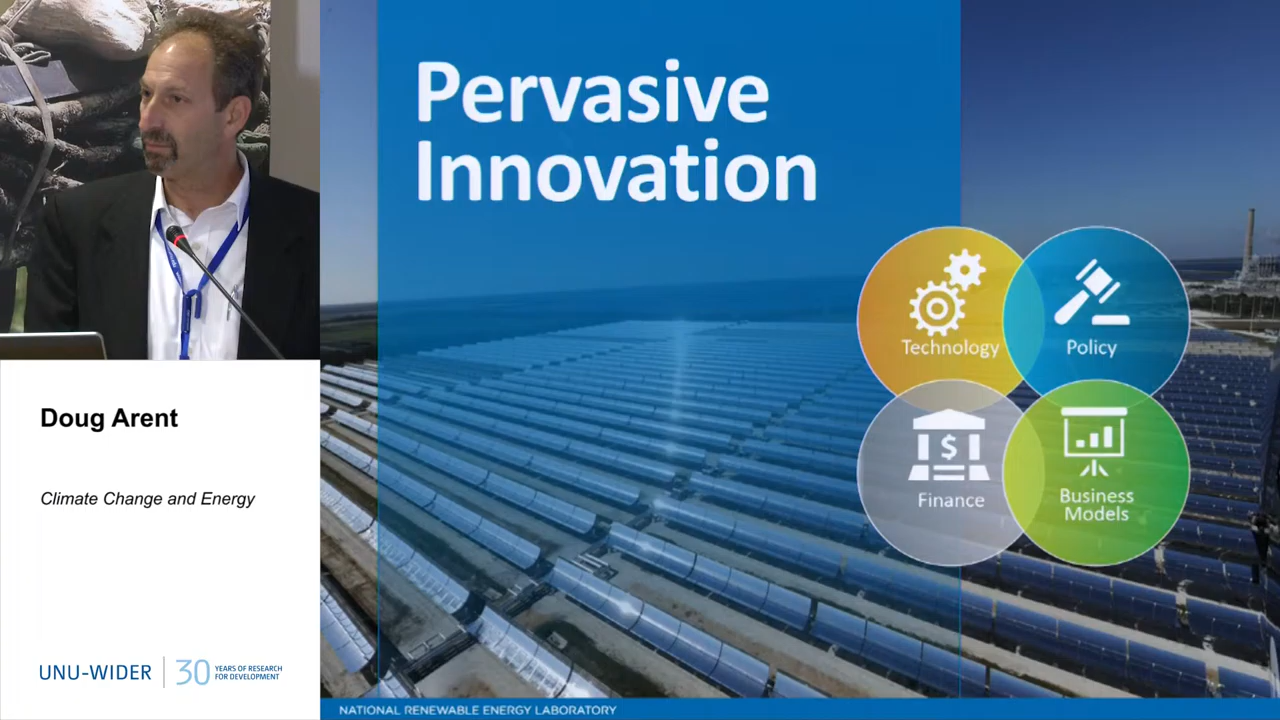 Pervasive
Innovation
Technology
Policy
Finance
Business
Models
Doug Arent
Climate Change and Energy
UNU-WIDER
30
YEARS OF RESEARCH
FOR DEVELOPMENT
NATIONAL RENEWABLE ENERGY LABORATORY